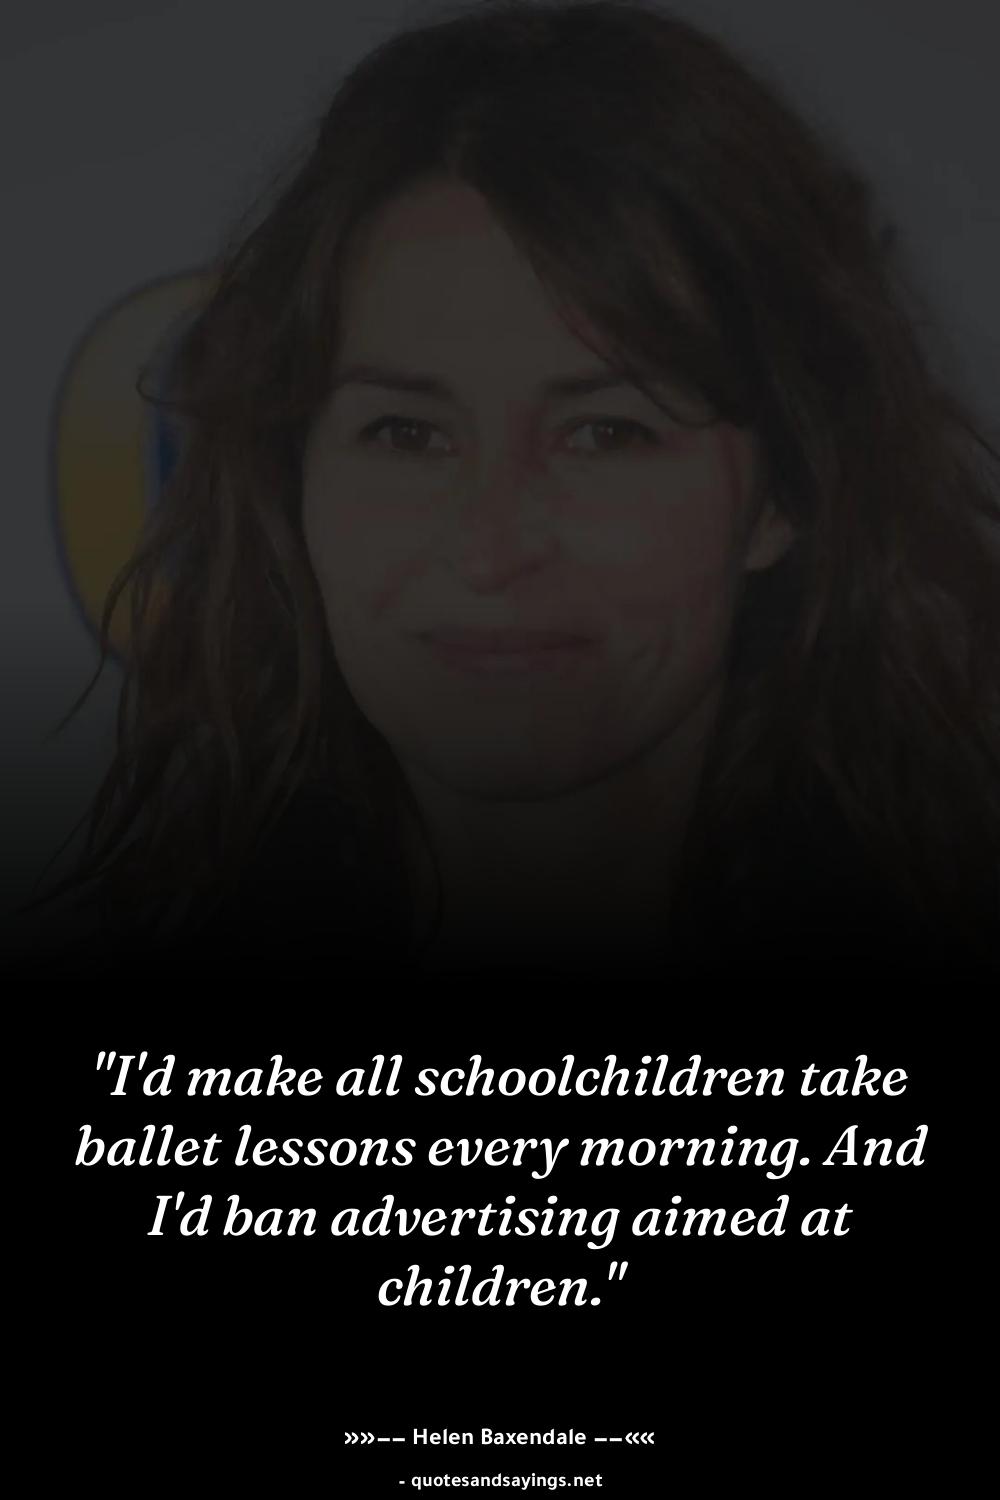 "I'd make all schoolchildren take
ballet lessons every morning. And
I'd ban advertising aimed at
children."
»»–– Helen Baxendale ––««
- quotesandsayings.net